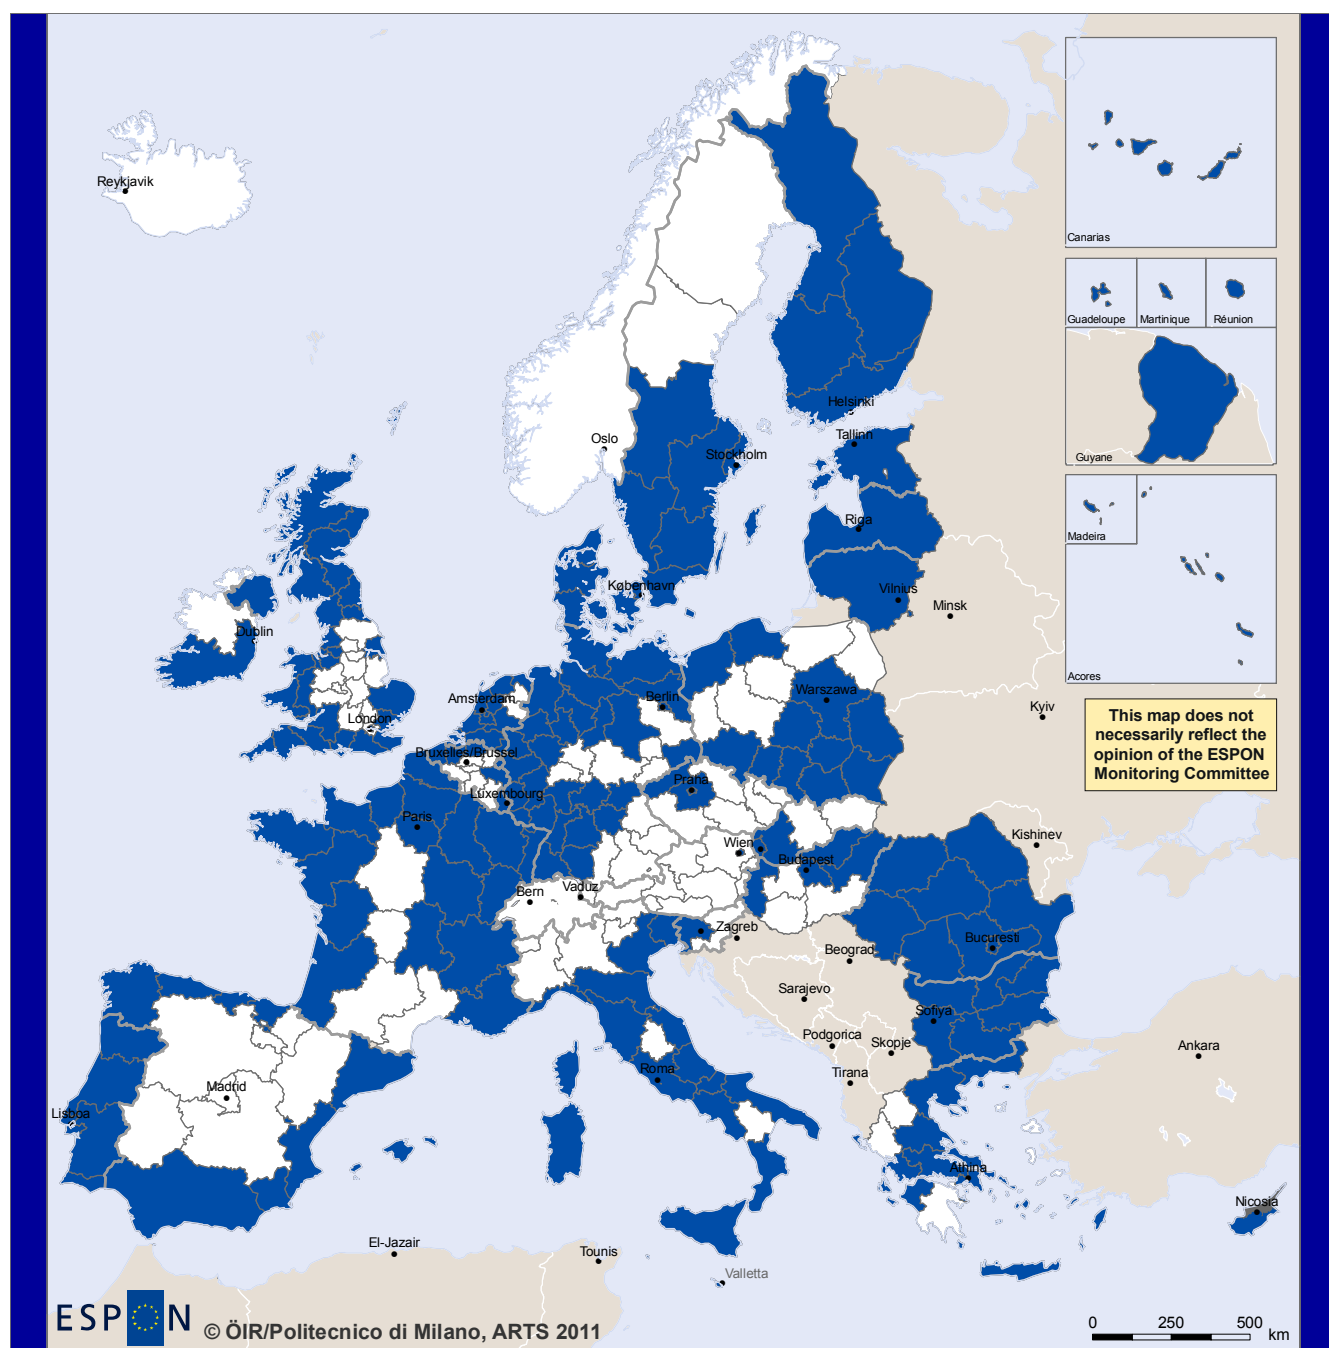 Reykjavik
Canarias
Guadeloupe
Martinique
Réunion
Guyane
Madeira
Acores
Helsinki
Tallinn
Oslo
Stockholm
Riga
København
Vilnius
Minsk
Dublin
Amsterdam
Berlin
Warszawa
London
Kyiv
This map does not
necessarily reflect the
opinion of the ESPON
Monitoring Committee
Bruxelles/Brussel
Luxembourg
Praha
Paris
Kishinev
Wien
Budapest
Bern
Vaduz
Zagreb
Beograd
Bucuresti
Sarajevo
Sofiya
Podgorica
Skopje
Ankara
Roma
Tirana
Madrid
Lisboa
Athina
Nicosia
El-Jazair
Tounis
Valletta
ESPON
© ÖIR/Politecnico di Milano, ARTS 2011
0 250 500
km